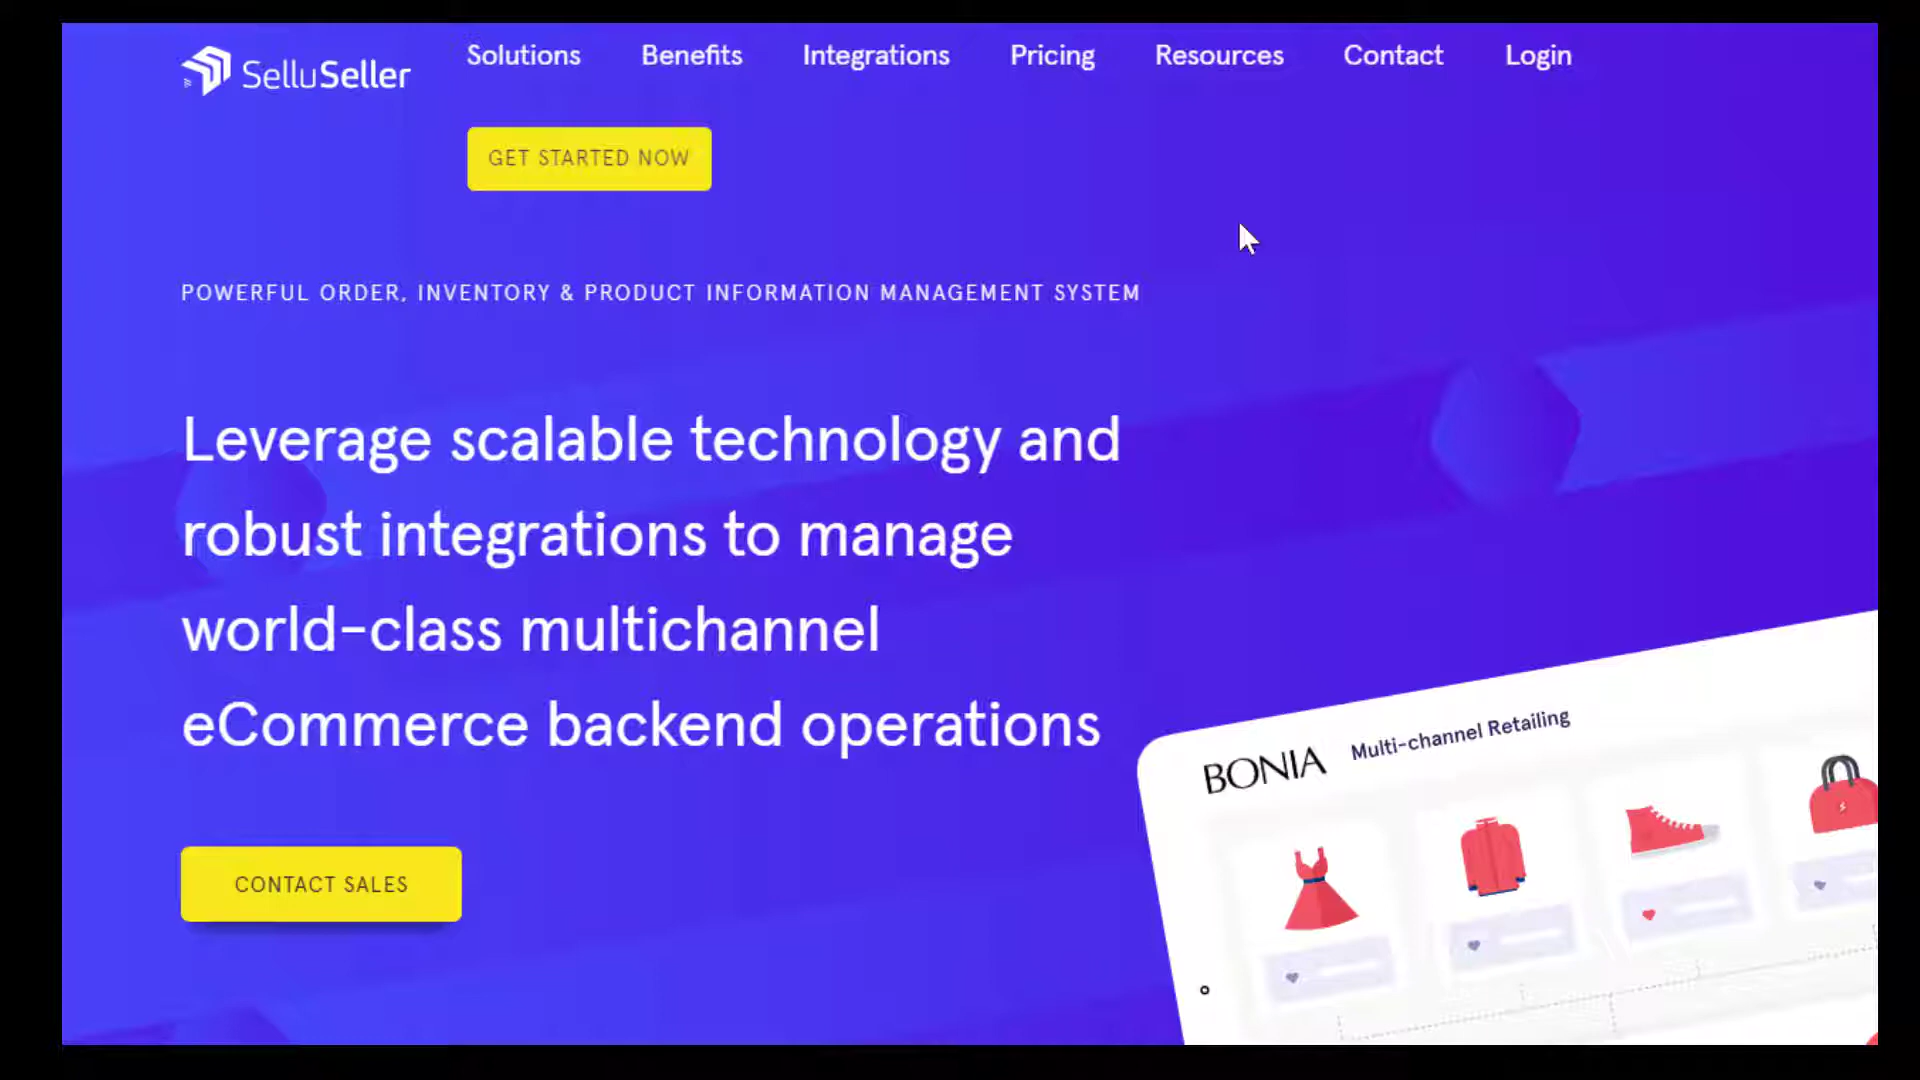 SelluSeller
Solutions Benefits Integrations Pricing Resources Contact Login
GET STARTED NOW
POWERFUL ORDER, INVENTORY & PRODUCT INFORMATION MANAGEMENT SYSTEM
Leverage scalable technology and
robust integrations to manage
world-class multichannel
eCommerce backend operations
CONTACT SALES
BONIA Multi-channel Retailing